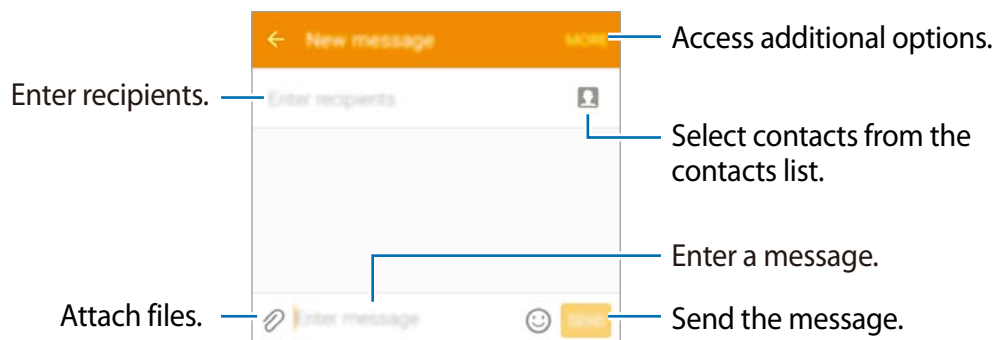 New message
MORE
Access additional options.
Enter recipients.
Enter recipients
Select contacts from the
contacts list.
Enter a message.
Attach files.
Enter message
SEND
Send the message.